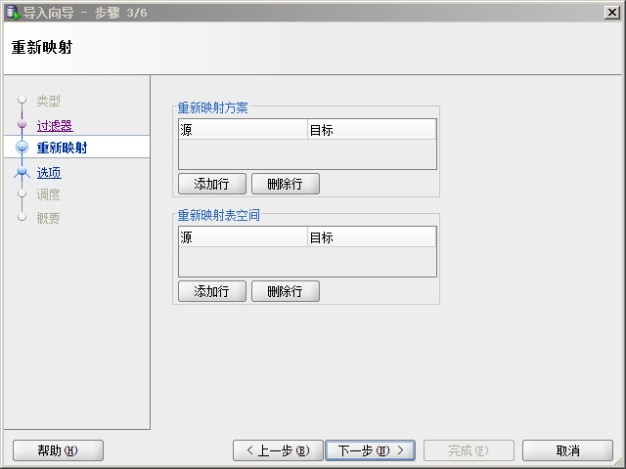 导入向导 - 步骤 3/6
重新映射
类型
过滤器
重新映射
选项
调度
概要
重新映射方案
源 目标
添加行 删除行
重新映射表空间
源 目标
添加行 删除行
帮助(H) < 上一步(B) 下一步(N) > 完成(F) 取消